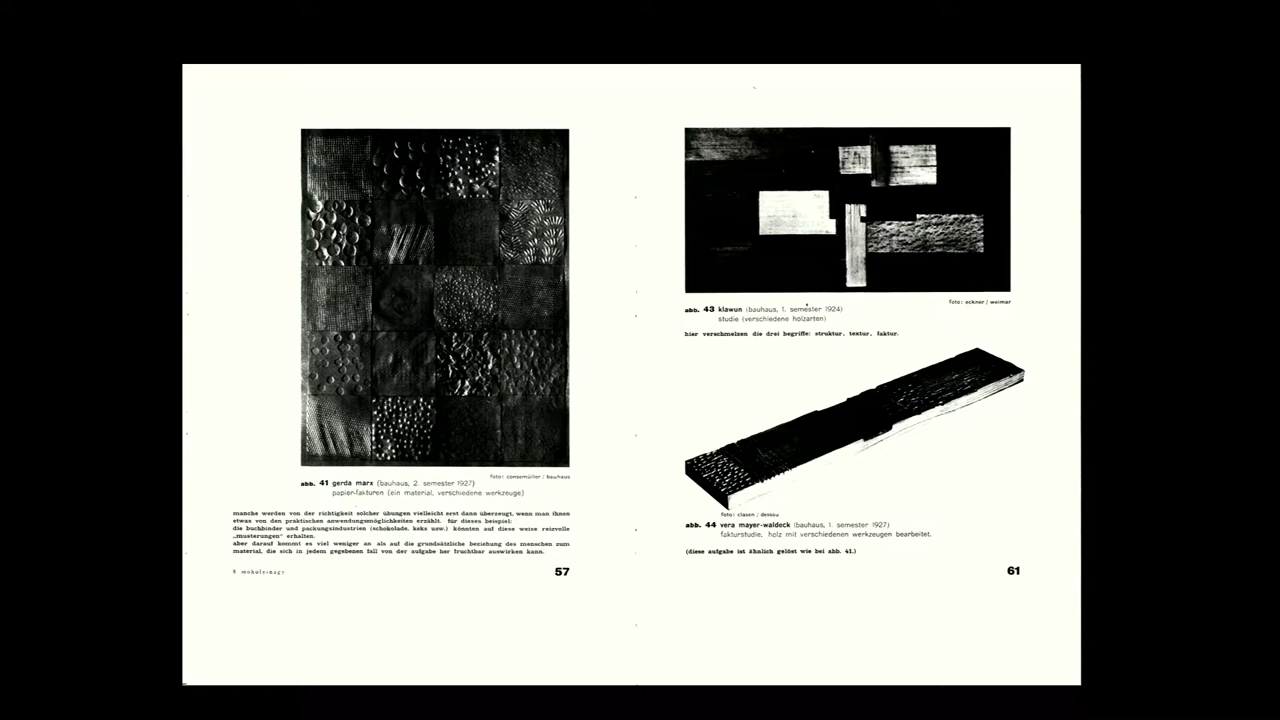 foto: consemüller / bauhaus
abb. 41 gerda marx (bauhaus, 2. semester 1927)
papier-fakturen (ein material, verschiedene werkzeuge)
manche werden von der richtigkeit solcher übungen vielleicht erst dann überzeugt, wenn man ihnen
etwas von den praktischen anwendungsmöglichkeiten erzählt. für dieses beispiel:
die buchbinder und packungsindustrien (schokolade, keks usw.) könnten auf diese weise reizvolle
„musterungen“ erhalten.
aber darauf kommt es viel weniger an als auf die grundsätzliche beziehung des menschen zum
material, die sich in jedem gegebenen fall von der aufgabe her fruchtbar auswirken kann.
8 moholy-nagy
57
foto: eckner / weimar
abb. 43 klawun (bauhaus, 1. semester 1924)
studie (verschiedene holzarten)
hier verschmelzen die drei begriffe: struktur, textur, faktur.
foto: clasen / dessau
abb. 44 vera mayer-waldeck (bauhaus, 1. semester 1927)
fakturstudie, holz mit verschiedenen werkzeugen bearbeitet.
(diese aufgabe ist ähnlich gelöst wie bei abb. 41.)
61